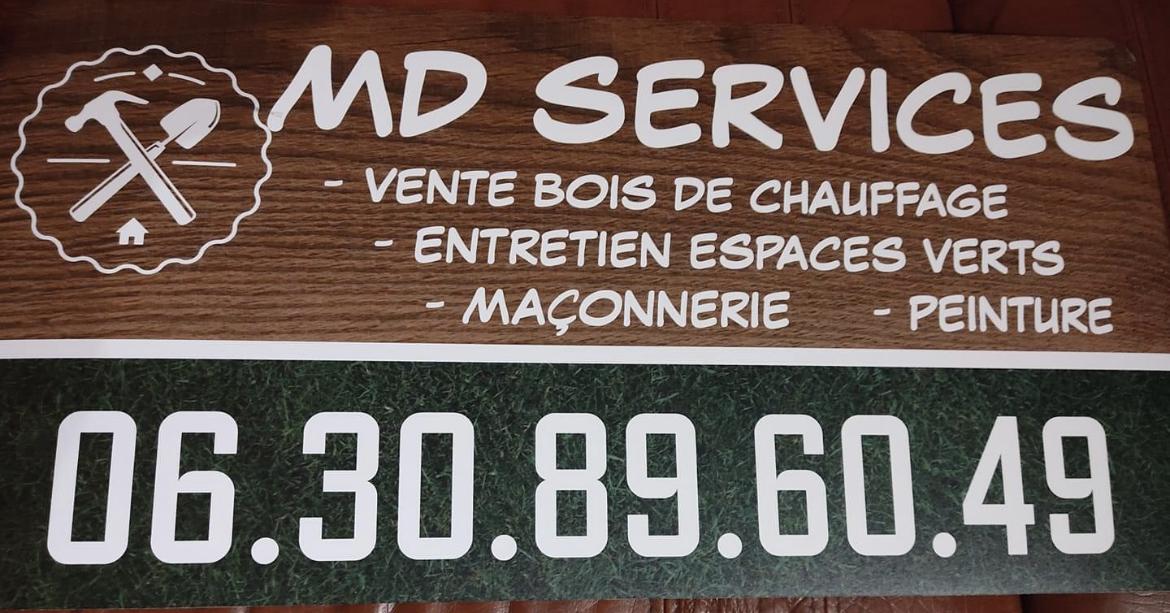 MD SERVICES
- VENTE BOIS DE CHAUFFAGE
- ENTRETIEN ESPACES VERTS
- MAÇONNERIE - PEINTURE
06.30.89.60.49